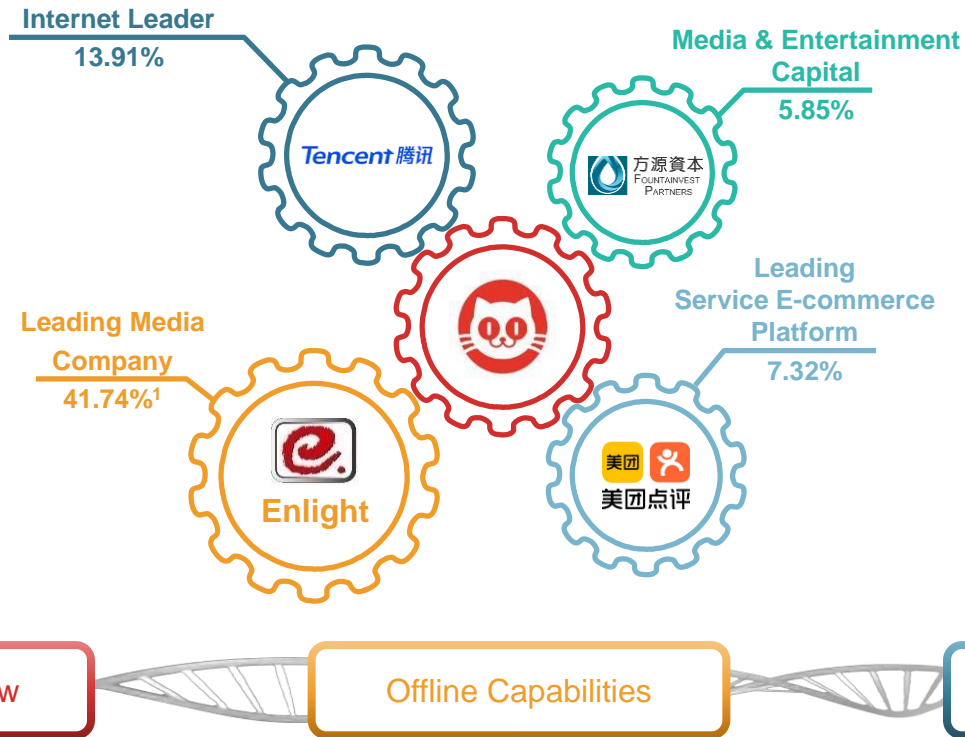 Internet Leader
13.91%
Media & Entertainment
Capital
5.85%
Tencent 腾讯
方源資本
FOUNTAINVEST
PARTNERS
Leading
Service E-commerce
Platform
7.32%
Leading Media
Company
41.74%¹
e.
Enlight
美团
美团点评
w
Offline Capabilities